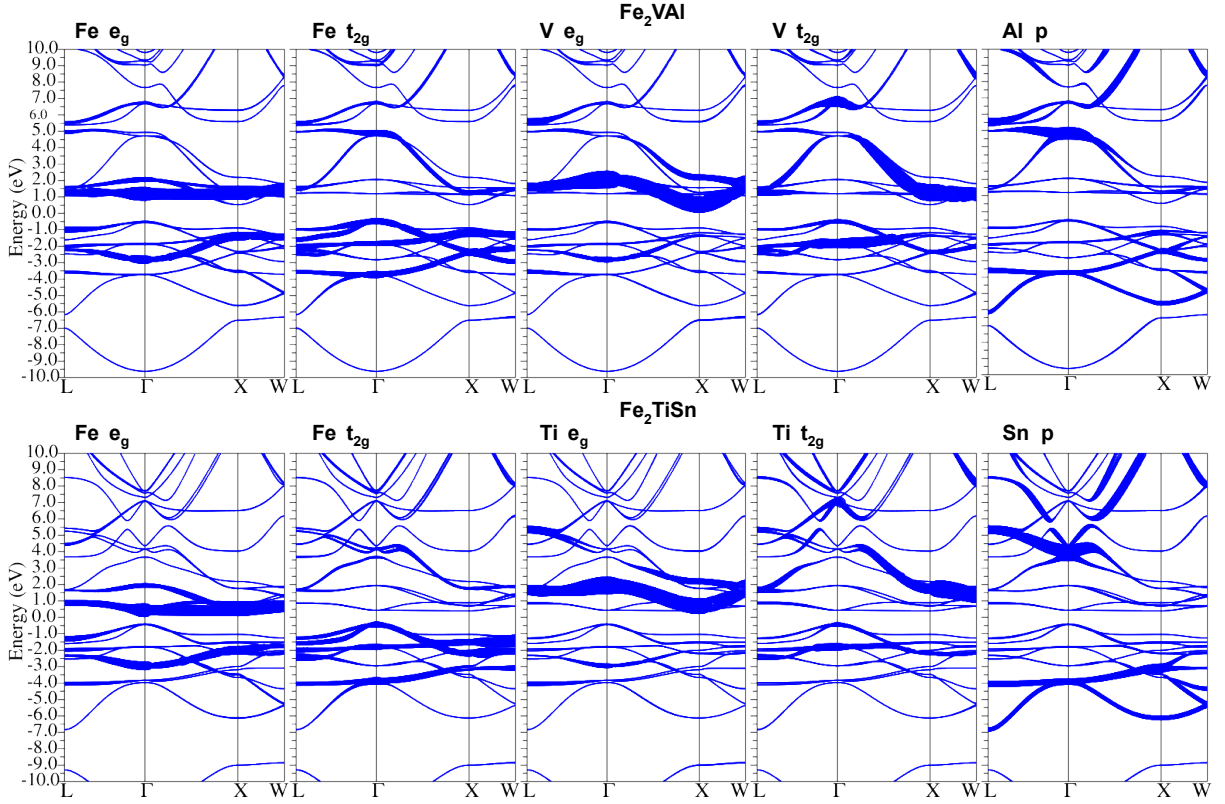 Fe2VAl
Fe eg
Fe t2g
V eg
V t2g
Al p
Energy (eV)
10.0
9.0
8.0
7.0
6.0
5.0
4.0
3.0
2.0
1.0
0.0
-1.0
-2.0
-3.0
-4.0
-5.0
-6.0
-7.0
-8.0
-9.0
-10.0
L Γ X W
L Γ X W
L Γ X W
L Γ X W
L Γ X W
Fe2TiSn
Fe eg
Fe t2g
Ti eg
Ti t2g
Sn p
Energy (eV)
10.0
9.0
8.0
7.0
6.0
5.0
4.0
3.0
2.0
1.0
0.0
-1.0
-2.0
-3.0
-4.0
-5.0
-6.0
-7.0
-8.0
-9.0
-10.0
L Γ X W
L Γ X W
L Γ X W
L Γ X W
L Γ X W